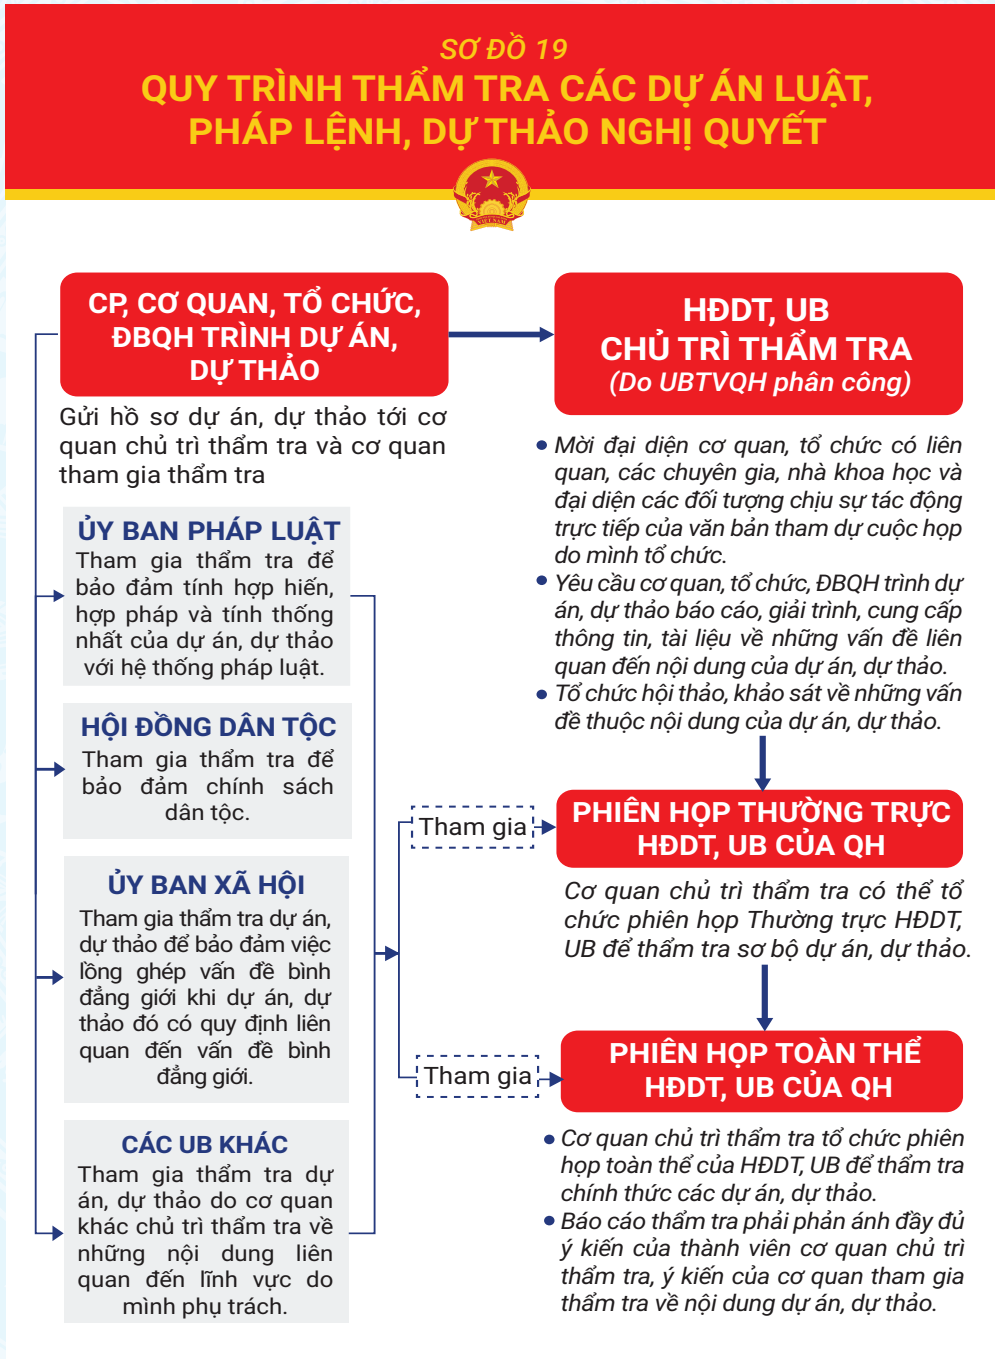 SƠ ĐỒ 19
QUY TRÌNH THẨM TRA CÁC DỰ ÁN LUẬT,
PHÁP LỆNH, DỰ THẢO NGHỊ QUYẾT
VIỆT NAM
CP, CƠ QUAN, TỔ CHỨC,
ĐBQH TRÌNH DỰ ÁN,
DỰ THẢO
Gửi hồ sơ dự án, dự thảo tới cơ
quan chủ trì thẩm tra và cơ quan
tham gia thẩm tra
ỦY BAN PHÁP LUẬT
Tham gia thẩm tra để
bảo đảm tính hợp hiến,
hợp pháp và tính thống
nhất của dự án, dự thảo
với hệ thống pháp luật.
HỘI ĐỒNG DÂN TỘC
Tham gia thẩm tra để
bảo đảm chính sách
dân tộc.
ỦY BAN XÃ HỘI
Tham gia thẩm tra dự án,
dự thảo để bảo đảm việc
lồng ghép vấn đề bình
đẳng giới khi dự án, dự
thảo đó có quy định liên
quan đến vấn đề bình
đẳng giới.
CÁC UB KHÁC
Tham gia thẩm tra dự
án, dự thảo do cơ quan
khác chủ trì thẩm tra về
những nội dung liên
quan đến lĩnh vực do
mình phụ trách.
HĐDT, UB
CHỦ TRÌ THẨM TRA
(Do UBTVQH phân công)
• Mời đại diện cơ quan, tổ chức có liên
quan, các chuyên gia, nhà khoa học và
đại diện các đối tượng chịu sự tác động
trực tiếp của văn bản tham dự cuộc họp
do mình tổ chức.
• Yêu cầu cơ quan, tổ chức, ĐBQH trình dự
án, dự thảo báo cáo, giải trình, cung cấp
thông tin, tài liệu về những vấn đề liên
quan đến nội dung của dự án, dự thảo.
• Tổ chức hội thảo, khảo sát về những vấn
đề thuộc nội dung của dự án, dự thảo.
Tham gia
PHIÊN HỌP THƯỜNG TRỰC
HĐDT, UB CỦA QH
Cơ quan chủ trì thẩm tra có thể tổ
chức phiên họp Thường trực HĐDT,
UB để thẩm tra sơ bộ dự án, dự thảo.
Tham gia
PHIÊN HỌP TOÀN THỂ
HĐDT, UB CỦA QH
• Cơ quan chủ trì thẩm tra tổ chức phiên
họp toàn thể của HĐDT, UB để thẩm tra
chính thức các dự án, dự thảo.
• Báo cáo thẩm tra phải phản ánh đầy đủ
ý kiến của thành viên cơ quan chủ trì
thẩm tra, ý kiến của cơ quan tham gia
thẩm tra về nội dung dự án, dự thảo.